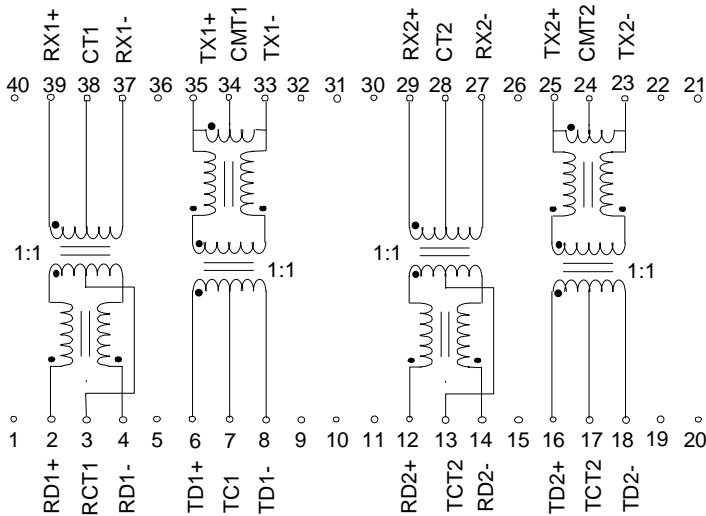 RX1+ CT1 RX1- TX1+ CMT1 TX1- RX2+ CT2 RX2- TX2+ CMT2 TX2-
40 39 38 37 36 35 34 33 32 31 30 29 28 27 26 25 24 23 22 21
1:1 1:1 1:1 1:1
1 2 3 4 5 6 7 8 9 10 11 12 13 14 15 16 17 18 19 20
RD1+ RCT1 RD1- TD1+ TC1 TD1- RD2+ TCT2 RD2- TD2+ TCT2 TD2-